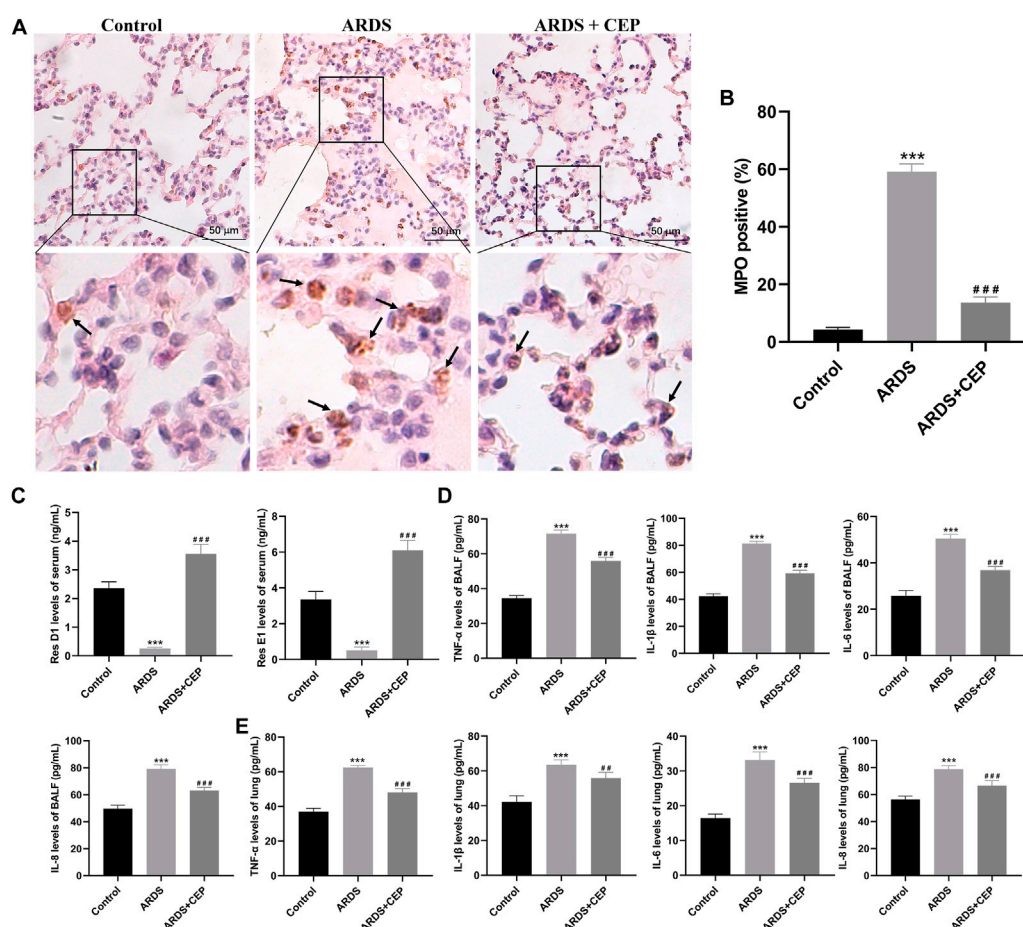 A
Control
ARDS
ARDS + CEP
50 μm
50 μm
50 μm
B
MPO positive (%)
80
60
40
20
0
***
###
Control
ARDS
ARDS+CEP
C
Res D1 levels of serum (ng/mL)
5
4
3
2
1
0
***
###
Control
ARDS
ARDS+CEP
Res E1 levels of serum (ng/mL)
8
6
4
2
0
***
###
Control
ARDS
ARDS+CEP
D
TNF-α levels of BALF (pg/mL)
80
60
40
20
0
***
###
Control
ARDS
ARDS+CEP
IL-1β levels of BALF (pg/mL)
100
80
60
40
20
0
***
###
Control
ARDS
ARDS+CEP
IL-6 levels of BALF (pg/mL)
60
40
20
0
***
###
Control
ARDS
ARDS+CEP
IL-8 levels of BALF (pg/mL)
100
80
60
40
20
0
***
###
Control
ARDS
ARDS+CEP
E
TNF-α levels of lung (pg/mL)
80
60
40
20
0
***
###
Control
ARDS
ARDS+CEP
IL-1β levels of lung (pg/mL)
80
60
40
20
0
***
##
Control
ARDS
ARDS+CEP
IL-6 levels of lung (pg/mL)
40
30
20
10
0
***
###
Control
ARDS
ARDS+CEP
IL-8 levels of lung (pg/mL)
100
80
60
40
20
0
***
###
Control
ARDS
ARDS+CEP